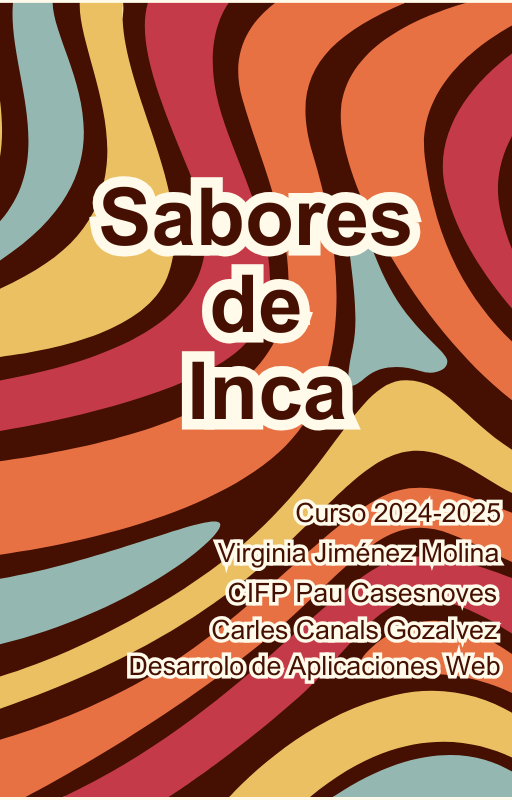 Sabores
de
Inca
Curso 2024-2025
Virginia Jiménez Molina
CIFP Pau Casesnoves
Carles Canals Gozalvez
Desarrolo de Aplicaciones Web